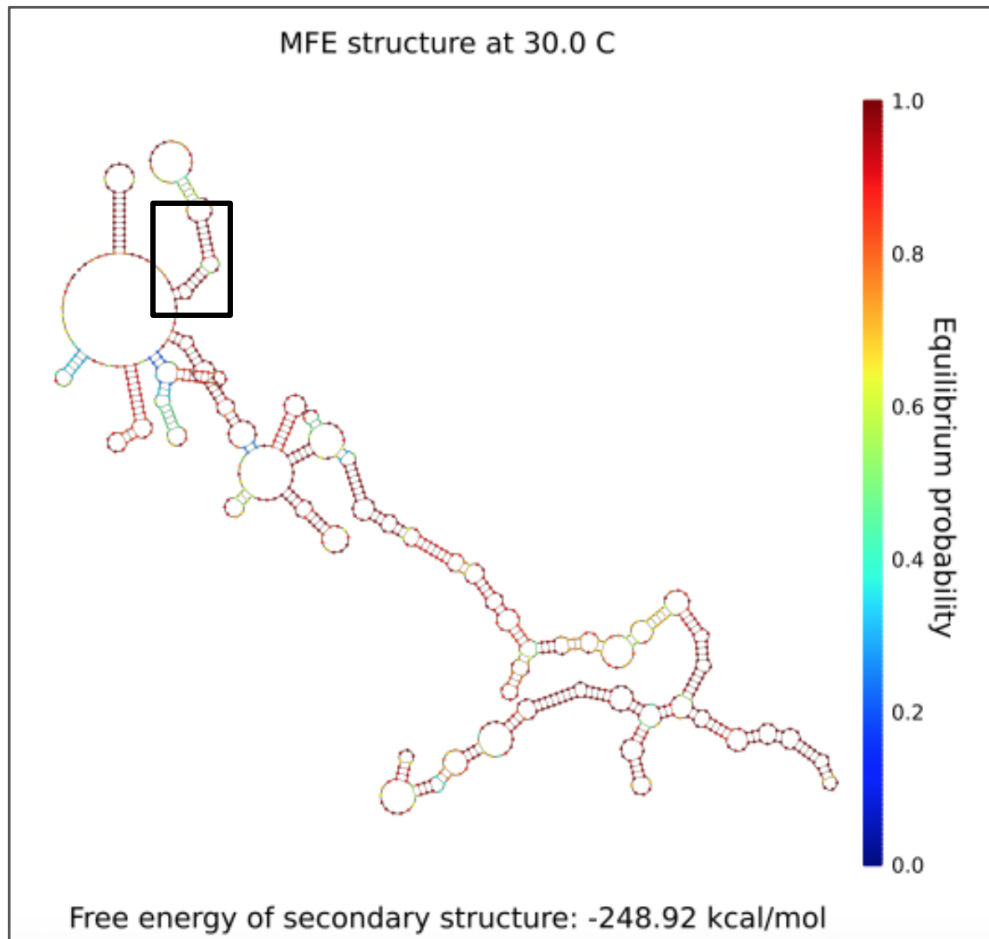 MFE structure at 30.0 C
1.0
0.8
0.6
0.4
0.2
0.0
Equilibrium probability
Free energy of secondary structure: -248.92 kcal/mol